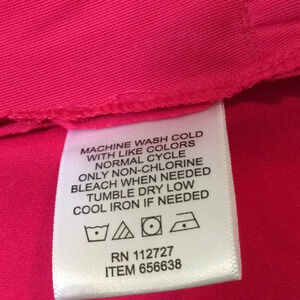 MACHINE WASH COLD
WITH LIKE COLORS
NORMAL CYCLE
ONLY NON-CHLORINE
BLEACH WHEN NEEDED
TUMBLE DRY LOW
COOL IRON IF NEEDED
RN 112727
ITEM 656638